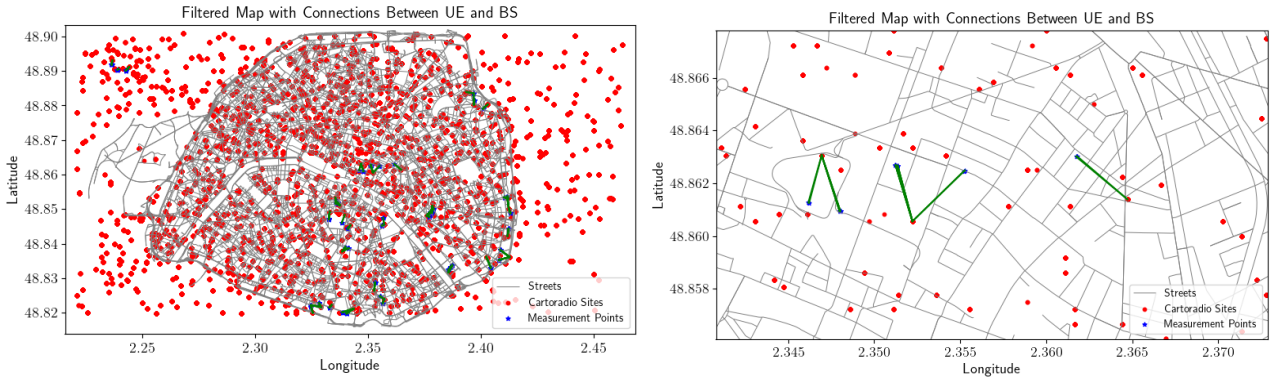 Filtered Map with Connections Between UE and BS
48.90
48.89
48.88
48.87
48.86
48.85
48.84
48.83
48.82
Latitude
2.25
2.30
2.35
2.40
2.45
Longitude
Streets
Cartoradio Sites
Measurement Points
Filtered Map with Connections Between UE and BS
48.866
48.864
48.862
48.860
48.858
Latitude
2.345
2.350
2.355
2.360
2.365
2.370
Longitude
Streets
Cartoradio Sites
Measurement Points